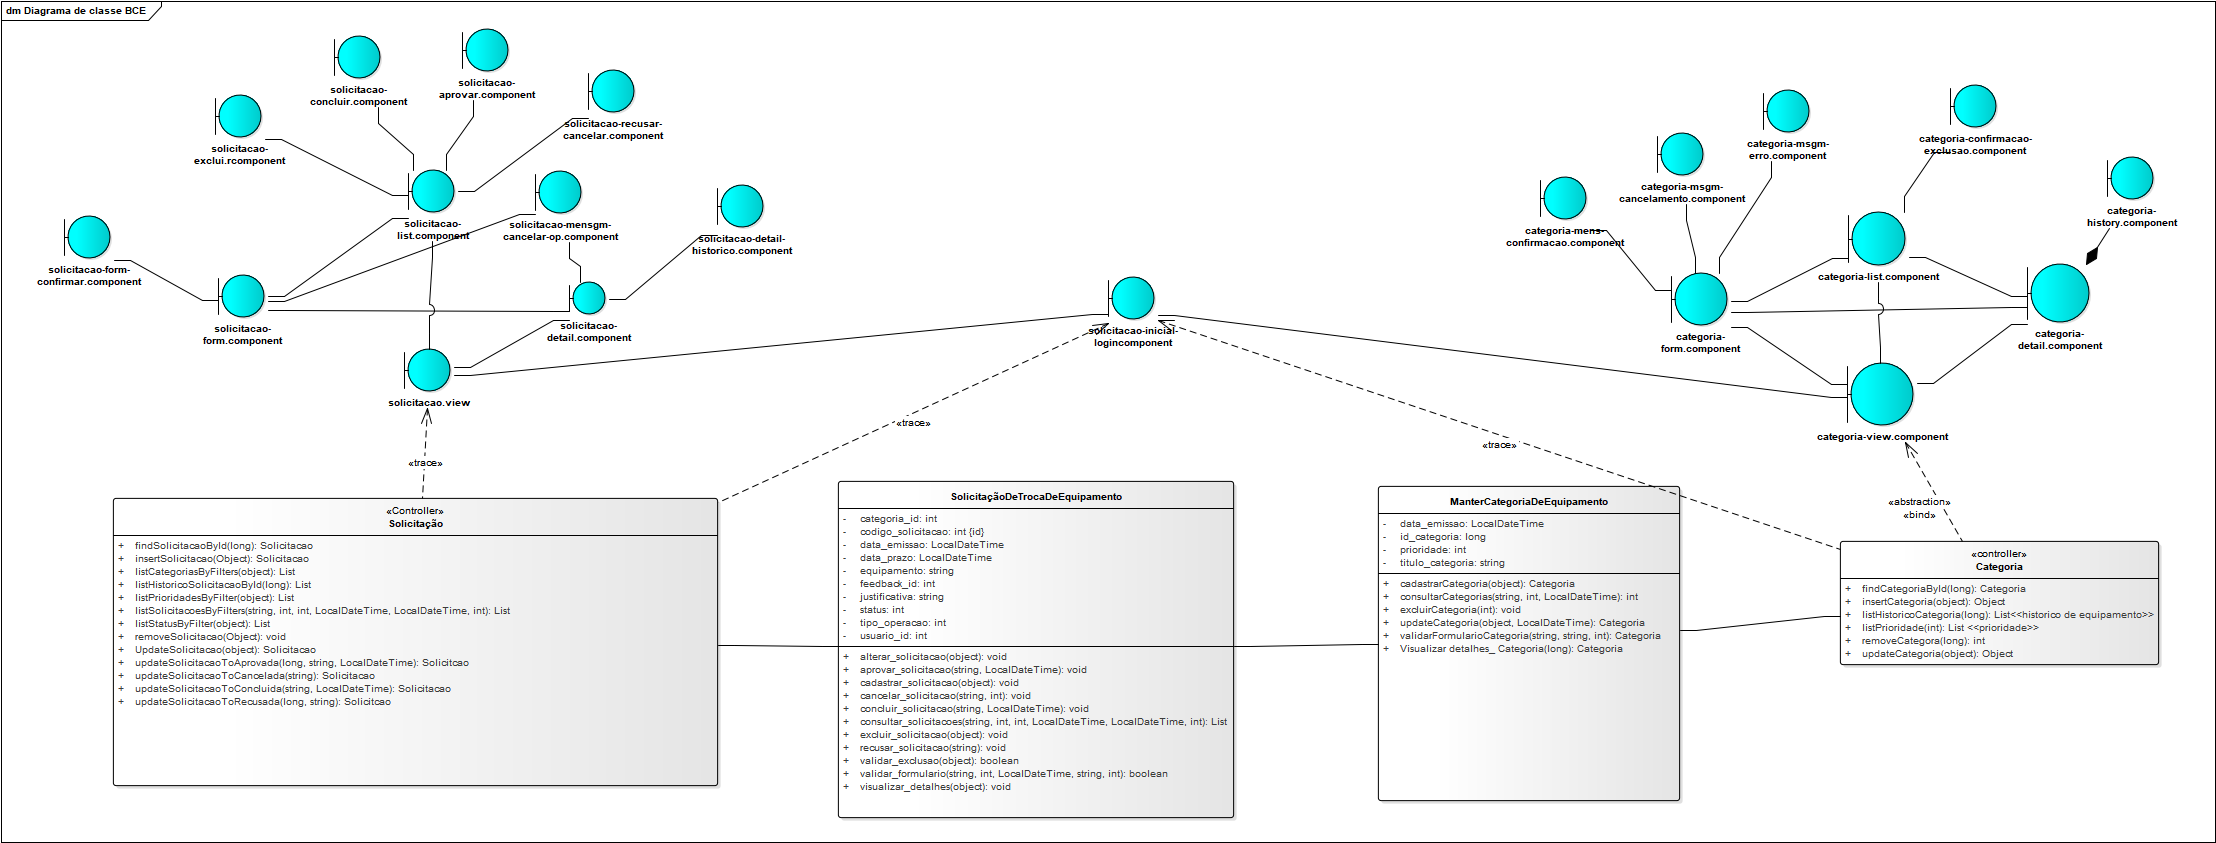 dm Diagrama de classe BCE
solicitacao-
concluir.component
solicitacao-
aprovar.component
solicitacao-recusar-
cancelar.component
solicitacao-
exclui.rcomponent
solicitacao-
list.component
solicitacao-mensgm-
cancelar-op.component
solicitacao-detail-
historico.component
solicitacao-form-
confirmar.component
solicitacao-
form.component
solicitacao-
detail.component
solicitacao.view
solicitacao-inicial-
logincomponent
categoria-mens-
confirmacao.component
categoria-msgm-
cancelamento.component
categoria-msgm-
erro.component
categoria-confirmacao-
exclusao.component
categoria-
history.component
categoria-list.component
categoria-
form.component
categoria-
detail.component
categoria-view.component
«trace»
«trace»
«trace»
«abstraction»
«bind»
«Controller»
Solicitação
+ findSolicitacaoById(long): Solicitacao
+ insertSolicitacao(Object): Solicitacao
+ listCategoriasByFilters(object): List
+ listHistoricoSolicitacaoById(long): List
+ listPrioridadesByFilter(object): List
+ listSolicitacoesByFilters(string, int, int, LocalDateTime, LocalDateTime, int): List
+ listStatusByFilter(object): List
+ removeSolicitacao(Object): void
+ UpdateSolicitacao(object): Solicitacao
+ updateSolicitacaoToAprovada(long, string, LocalDateTime): Solicitcao
+ updateSolicitacaoToCancelada(string): Solicitacao
+ updateSolicitacaoToConcluida(string, LocalDateTime): Solicitacao
+ updateSolicitacaoToRecusada(long, string): Solicitcao
SolicitaçãoDeTrocaDeEquipamento
- categoria_id: int
- codigo_solicitacao: int {id}
- data_emissao: LocalDateTime
- data_prazo: LocalDateTime
- equipamento: string
- feedback_id: int
- justificativa: string
- status: int
- tipo_operacao: int
- usuario_id: int
+ alterar_solicitacao(object): void
+ aprovar_solicitacao(string, LocalDateTime): void
+ cadastrar_solicitacao(object): void
+ cancelar_solicitacao(string, int): void
+ concluir_solicitacao(string, LocalDateTime): void
+ consultar_solicitacoes(string, int, int, LocalDateTime, LocalDateTime, int): List
+ excluir_solicitacao(object): void
+ recusar_solicitacao(string): void
+ validar_exclusao(object): boolean
+ validar_formulario(string, int, LocalDateTime, string, int): boolean
+ visualizar_detalhes(object): void
ManterCategoriaDeEquipamento
- data_emissao: LocalDateTime
- id_categoria: long
- prioridade: int
- titulo_categoria: string
+ cadastrarCategoria(object): Categoria
+ consultarCategorias(string, int, LocalDateTime): int
+ excluirCategoria(int): void
+ updateCategoria(object, LocalDateTime): Categoria
+ validarFormularioCategoria(string, string, int): Categoria
+ Visualizar detalhes_ Categoria(long): Categoria
«controller»
Categoria
+ findCategoriaById(long): Categoria
+ insertCategoria(object): Object
+ listHistoricoCategoria(long): List<<historico de equipamento>>
+ listPrioridade(int): List <<prioridade>>
+ removeCategora(long): int
+ updateCategoria(object): Object